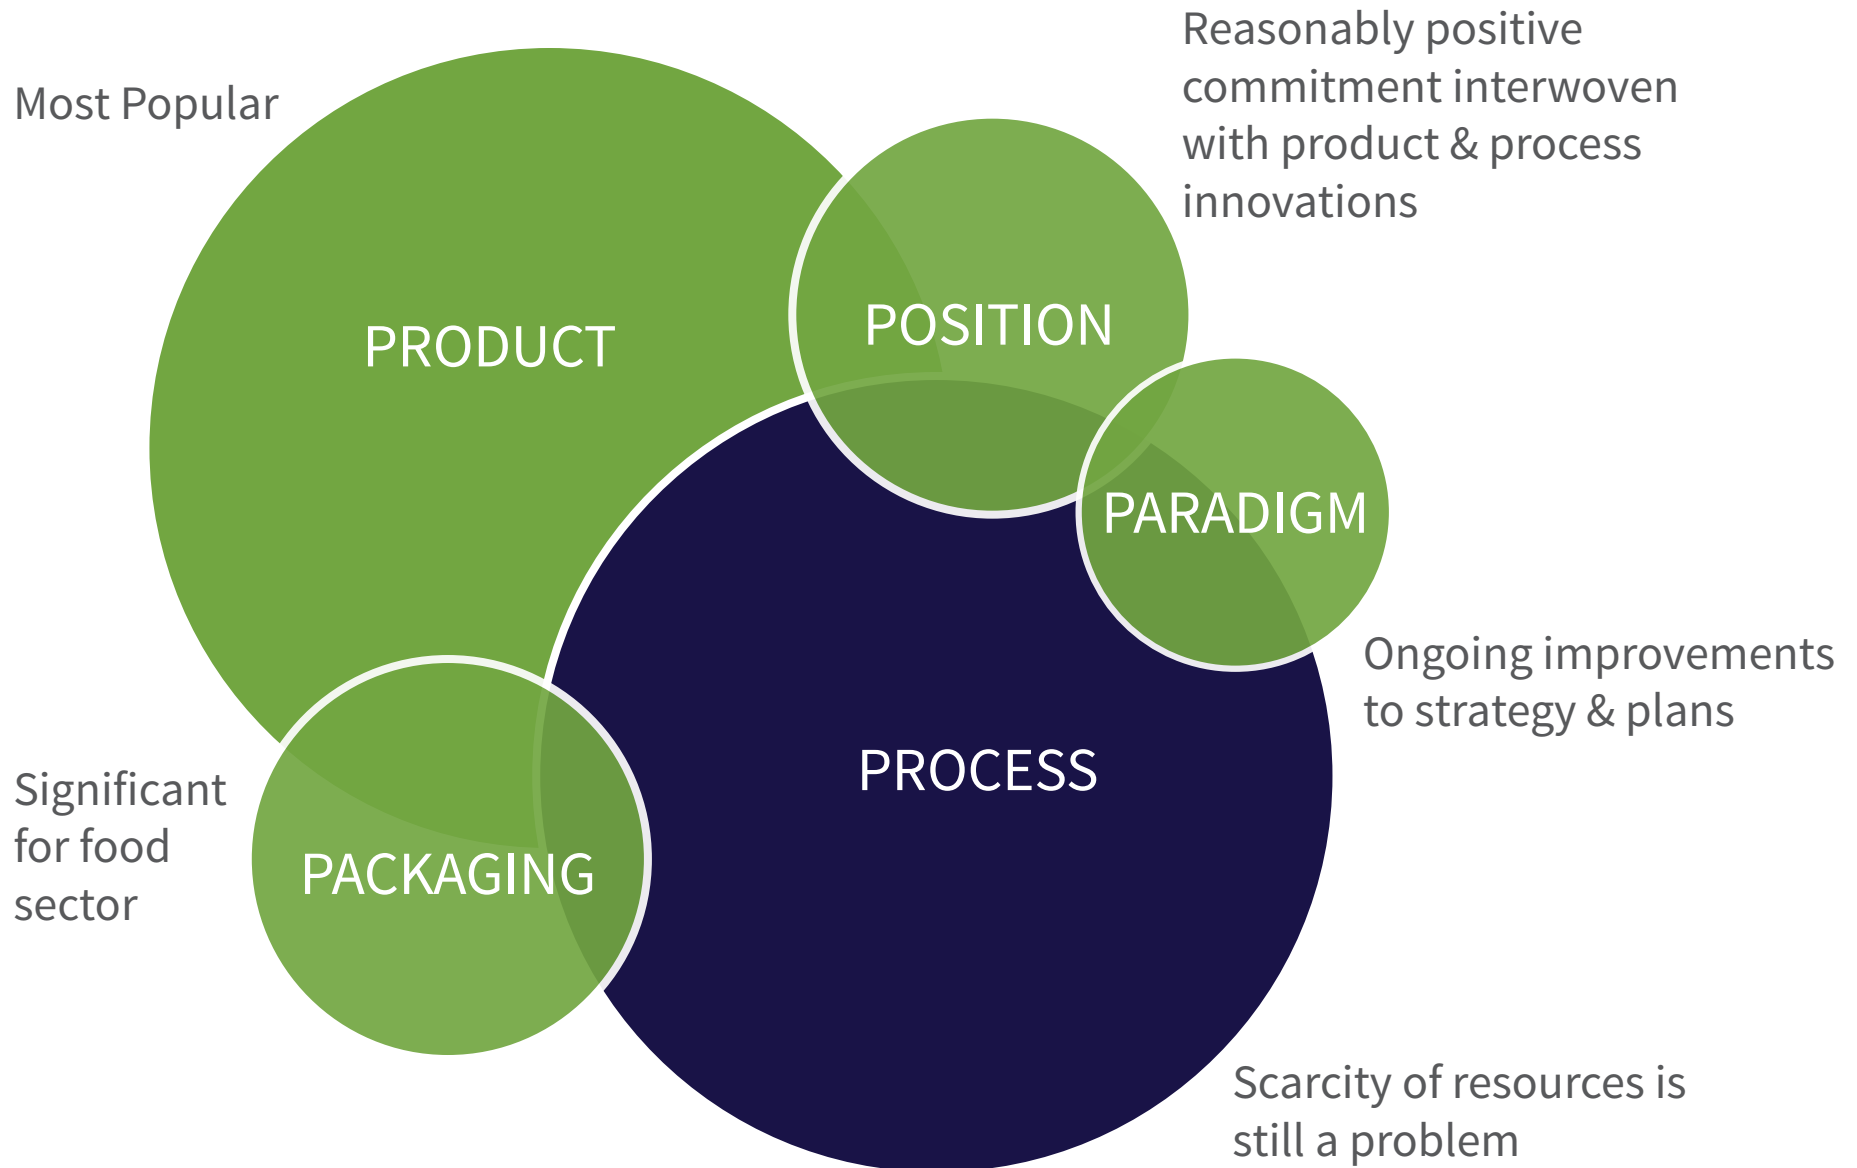 Most Popular
Reasonably positive
commitment interwoven
with product & process
innovations
PRODUCT
POSITION
PARADIGM
Ongoing improvements
to strategy & plans
PROCESS
Significant
for food
sector
PACKAGING
Scarcity of resources is
still a problem